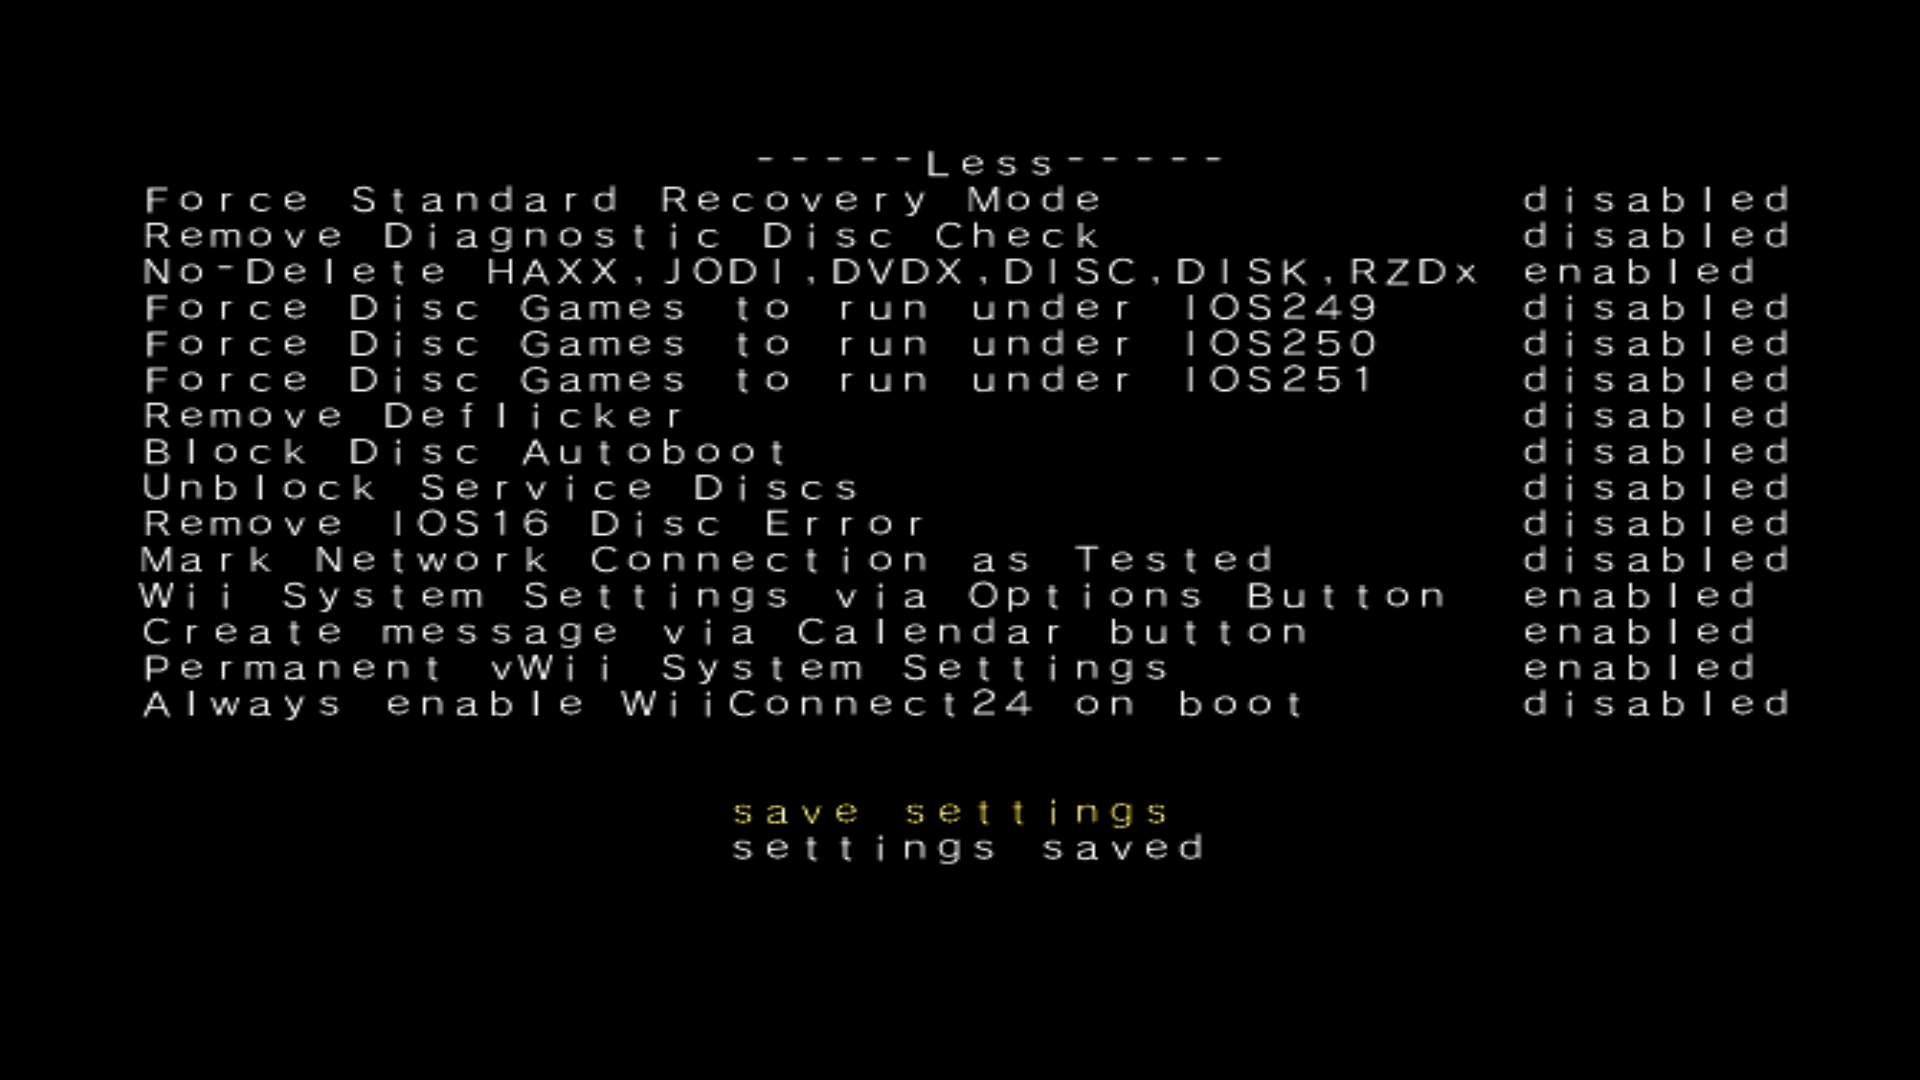 -----Less-----
Force Standard Recovery Mode disabled
Remove Diagnostic Disc Check disabled
No-Delete HAXX,JODI,DVDX,DISC,DISK,RZDx enabled
Force Disc Games to run under IOS249 disabled
Force Disc Games to run under IOS250 disabled
Force Disc Games to run under IOS251 disabled
Remove Deflicker disabled
Block Disc Autoboot disabled
Unblock Service Discs disabled
Remove IOS16 Disc Error disabled
Mark Network Connection as Tested disabled
Wii System Settings via Options Button enabled
Create message via Calendar button enabled
Permanent vWii System Settings enabled
Always enable WiiConnect24 on boot disabled
save settings
settings saved